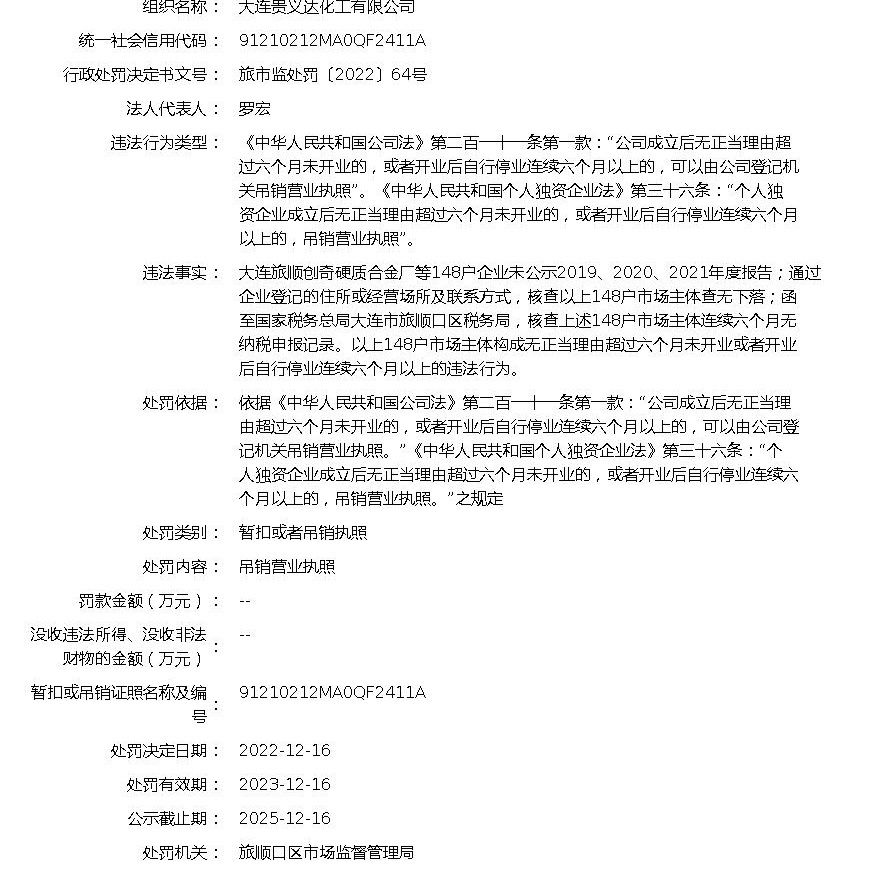 组织名称： 大连贵义达化工有限公司
统一社会信用代码： 91210212MA0QF2411A
行政处罚决定书文号： 旅市监处罚〔2022〕64号
法人代表人： 罗宏
违法行为类型： 《中华人民共和国公司法》第二百一十一条第一款：“公司成立后无正当理由超
过六个月未开业的，或者开业后自行停业连续六个月以上的，可以由公司登记机
关吊销营业执照”。《中华人民共和国个人独资企业法》第三十六条：“个人独
资企业成立后无正当理由超过六个月未开业的，或者开业后自行停业连续六个月
以上的，吊销营业执照”。
违法事实： 大连旅顺创奇硬质合金厂等148户企业未公示2019、2020、2021年度报告；通过
企业登记的住所或经营场所及联系方式，核查以上148户市场主体查无下落；函
至国家税务总局大连市旅顺口区税务局，核查上述148户市场主体连续六个月无
纳税申报记录。以上148户市场主体构成无正当理由超过六个月未开业或者开业
后自行停业连续六个月以上的违法行为。
处罚依据： 依据《中华人民共和国公司法》第二百一十一条第一款：“公司成立后无正当理
由超过六个月未开业的，或者开业后自行停业连续六个月以上的，可以由公司登
记机关吊销营业执照。”《中华人民共和国个人独资企业法》第三十六条：“个
人独资企业成立后无正当理由超过六个月未开业的，或者开业后自行停业连续六
个月以上的，吊销营业执照。”之规定
处罚类别： 暂扣或者吊销执照
处罚内容： 吊销营业执照
罚款金额（万元）： --
没收违法所得、没收非法
财物的金额（万元）： --
暂扣或吊销证照名称及编
号： 91210212MA0QF2411A
处罚决定日期： 2022-12-16
处罚有效期： 2023-12-16
公示截止期： 2025-12-16
处罚机关： 旅顺口区市场监督管理局